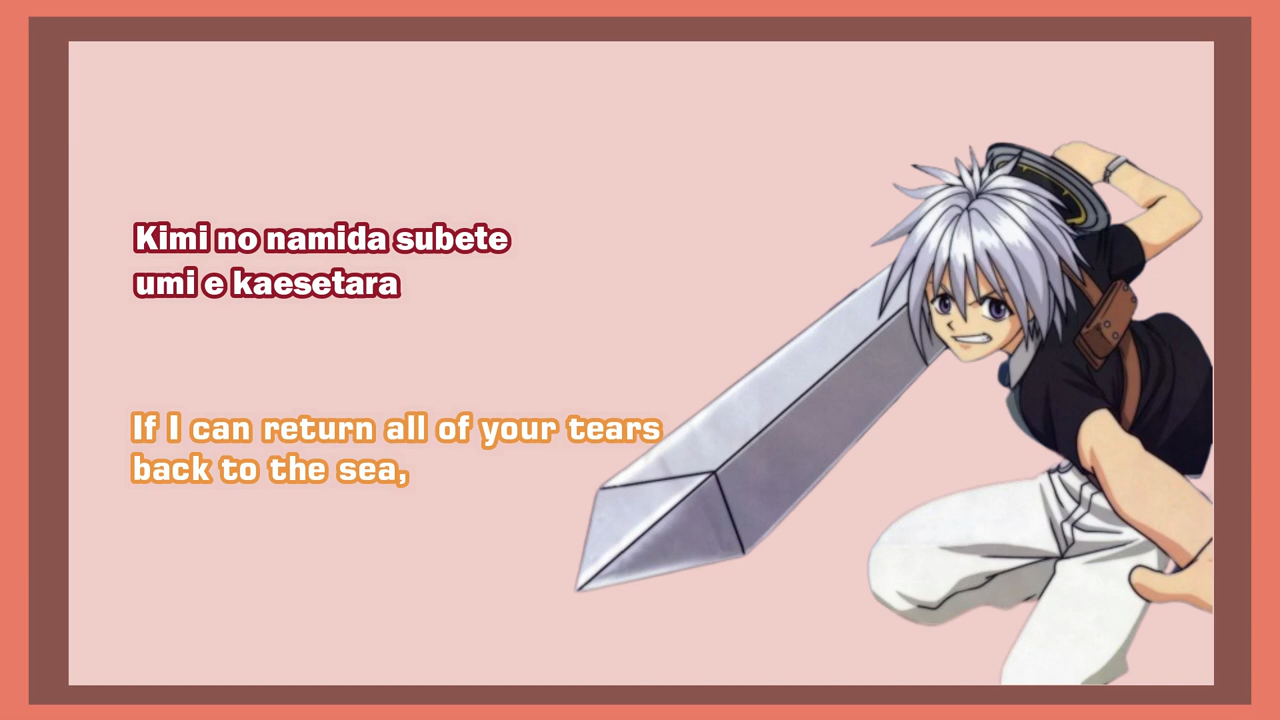 Kimi no namida subete
umi e kaesetara
If I can return all of your tears
back to the sea,